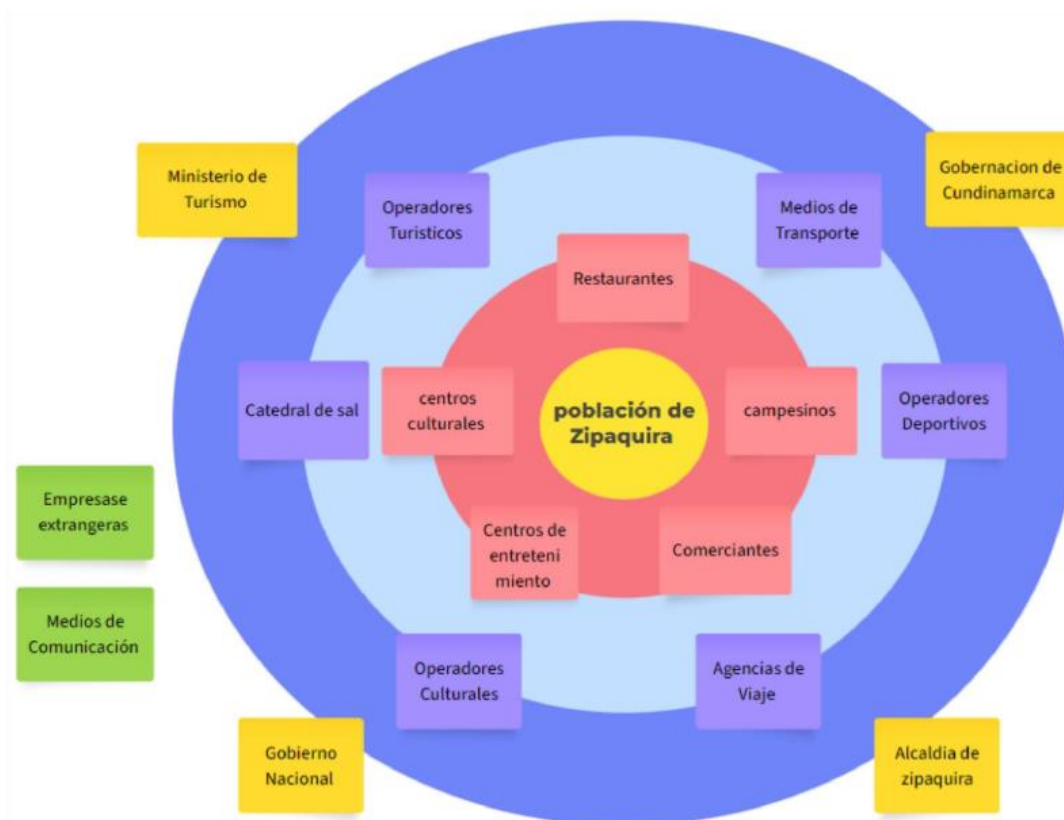 Ministerio de
Turismo
Gobernacion de
Cundinamarca
Operadores
Turisticos
Medios de
Transporte
Restaurantes
Catedral de sal
centros
culturales
población de
Zipaquira
campesinos
Operadores
Deportivos
Empresase
extrangeras
Centros de
entreteni
miento
Comerciantes
Medios de
Comunicación
Operadores
Culturales
Agencias de
Viaje
Gobierno
Nacional
Alcaldia de
zipaquira